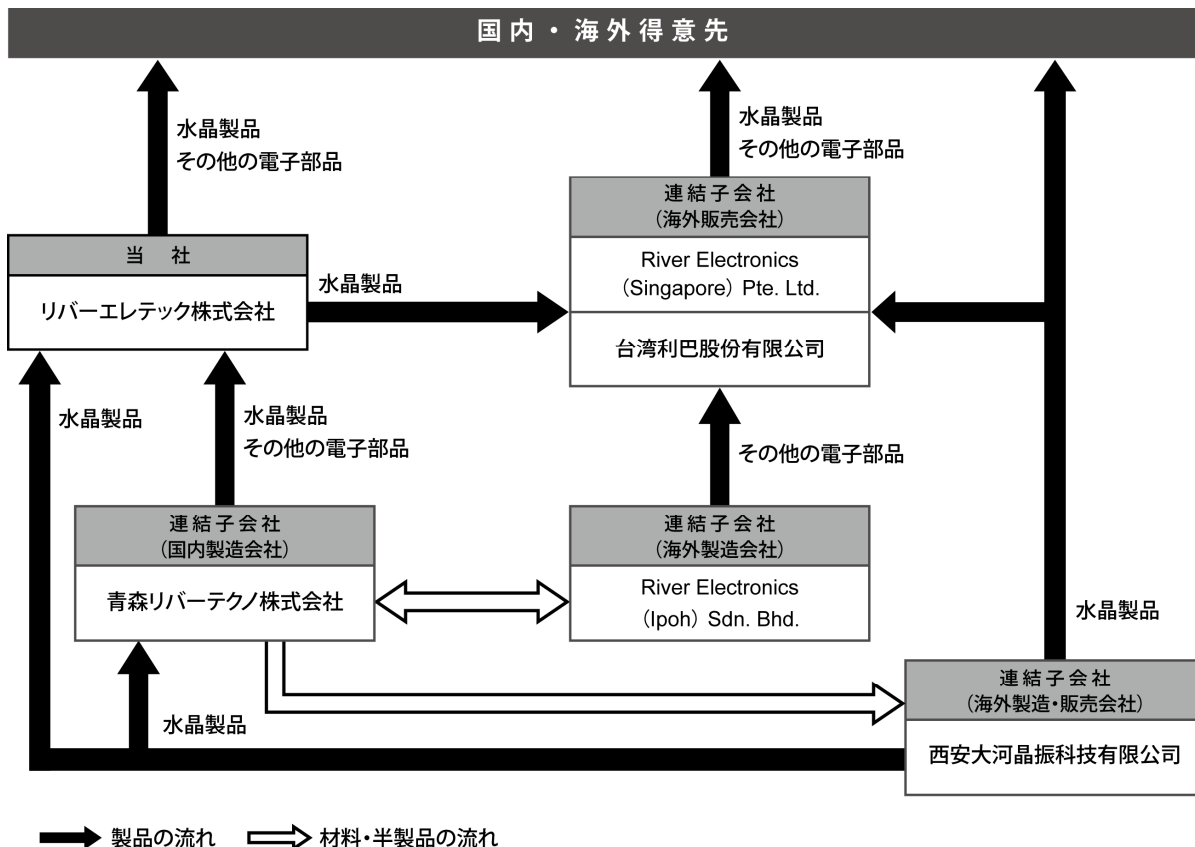 国内・海外得意先
水晶製品
その他の電子部品
水晶製品
その他の電子部品
連結子会社
(海外販売会社)
River Electronics
(Singapore) Pte. Ltd.
台湾利巴股份有限公司
当 社
リバーエレテック株式会社
水晶製品
水晶製品
水晶製品
その他の電子部品
その他の電子部品
連結子会社
(国内製造会社)
青森リバーテクノ株式会社
連結子会社
(海外製造会社)
River Electronics
(Ipoh) Sdn. Bhd.
水晶製品
連結子会社
(海外製造・販売会社)
西安大河晶振科技有限公司
水晶製品
製品の流れ
材料・半製品の流れ